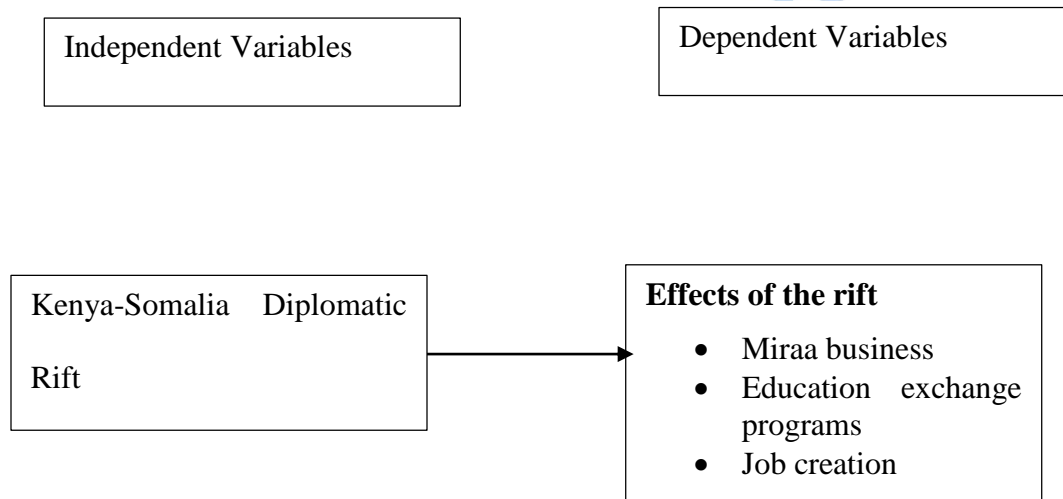 Independent Variables
Dependent Variables
Kenya-Somalia Diplomatic
Rift
Effects of the rift
• Miraa business
• Education exchange
programs
• Job creation